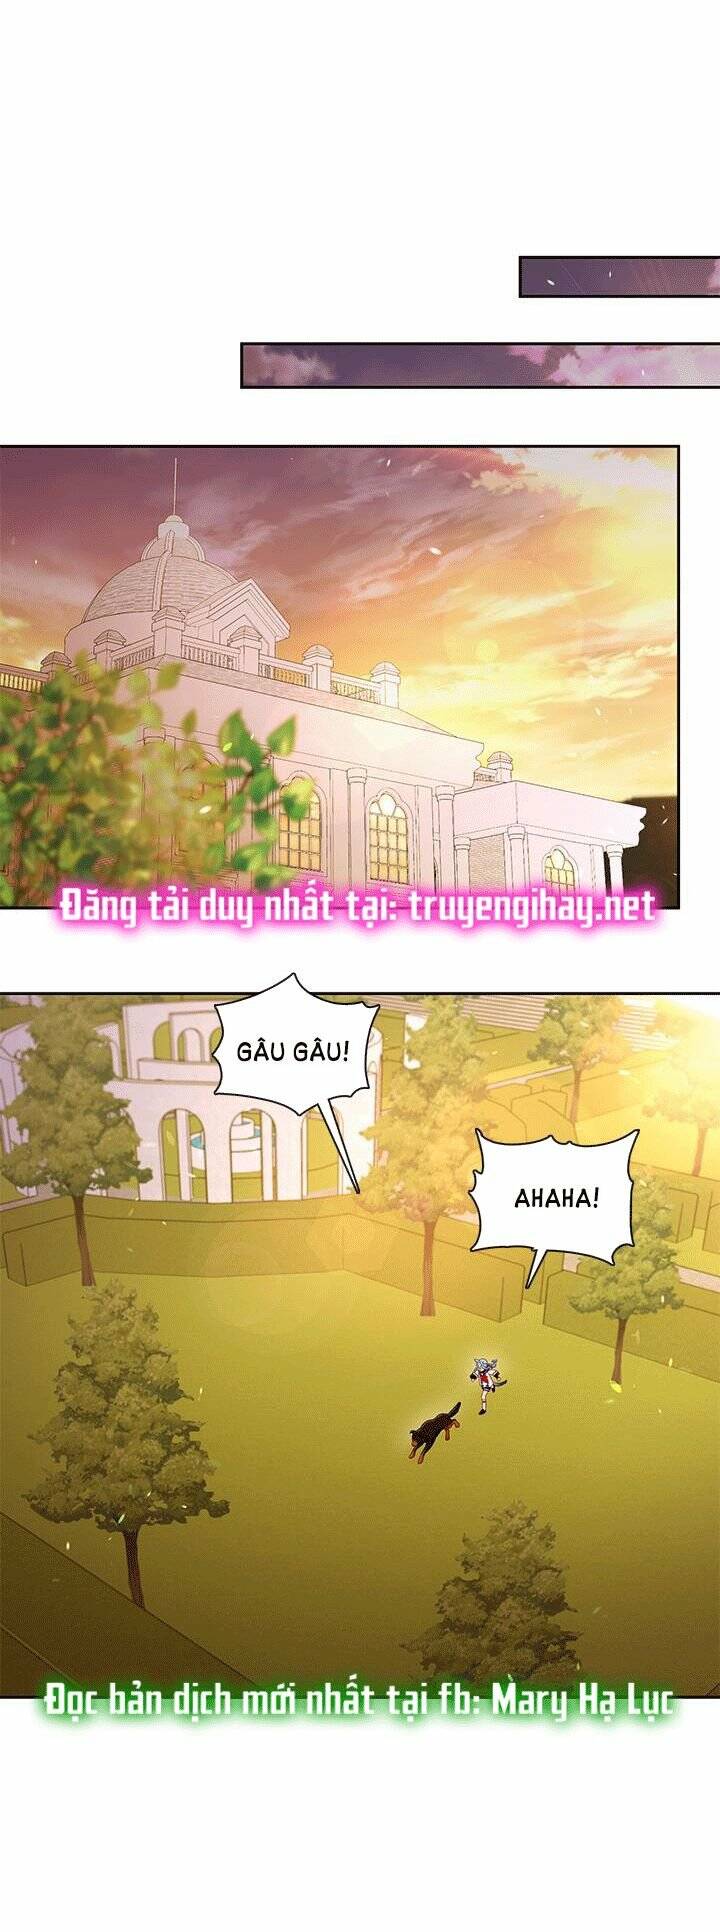 Đăng tải duy nhất tại: truyengihay.net
GÂU GÂU!
AHAHA!
Đọc bản dịch mới nhất tại fb: Màry Hạ Lục